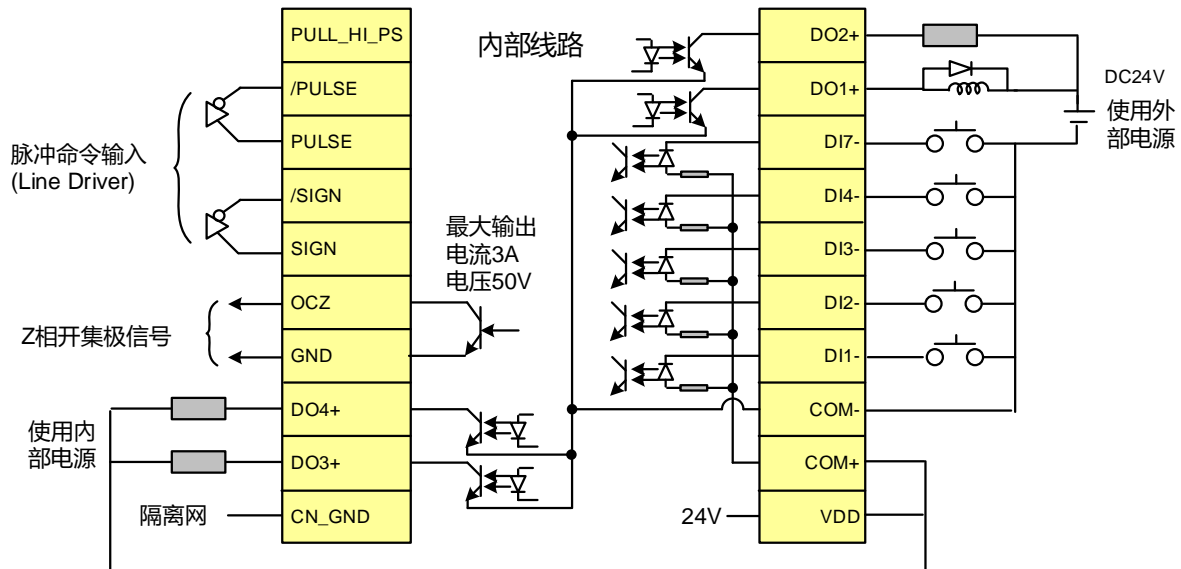 PULL_HI_PS
/PULSE
PULSE
脉冲命令输入
(Line Driver)
/SIGN
SIGN
最大输出
电流3A
电压50V
OCZ
Z相开集极信号
GND
DO4+
使用内
部电源
DO3+
隔离网
CN_GND
内部线路
DO2+
DC24V
使用外
部电源
DO1+
DI7-
DI4-
DI3-
DI2-
DI1-
COM-
COM+
24V
VDD